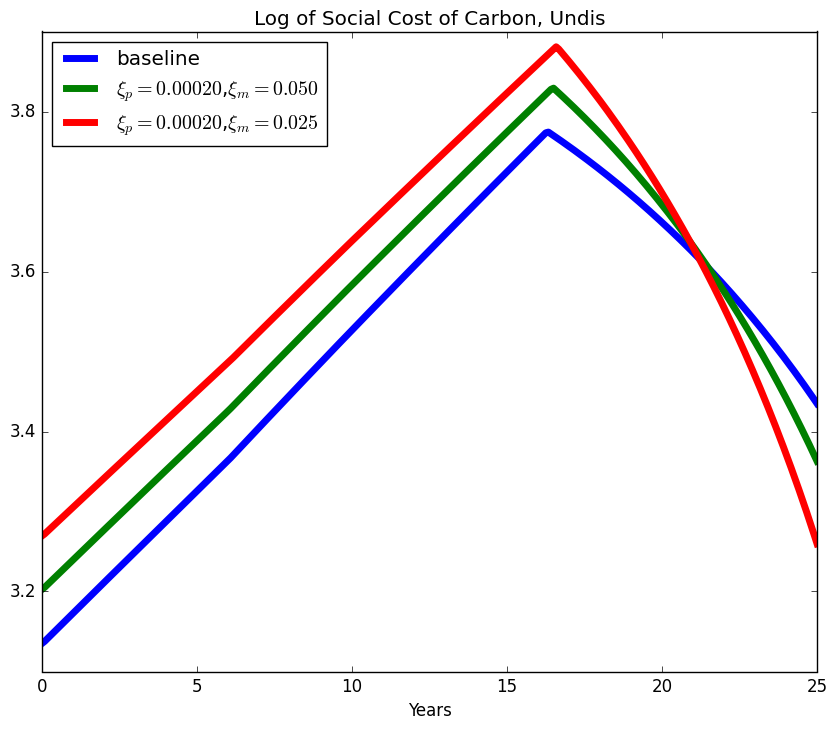 Log of Social Cost of Carbon, Undis
baseline
ξₚ = 0.00020,ξₘ = 0.050
ξₚ = 0.00020,ξₘ = 0.025
3.8
3.6
3.4
3.2
0 5 10 15 20 25
Years